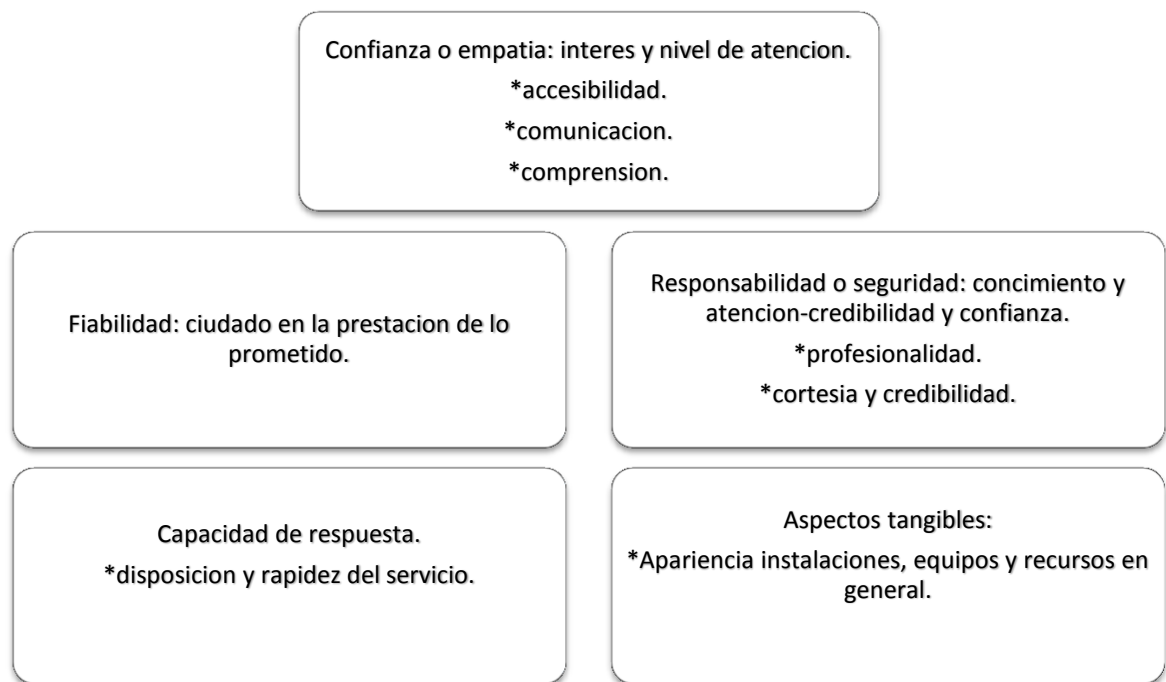 Confianza o empatia: interes y nivel de atencion.
*accesibilidad.
*comunicacion.
*comprension.
Fiabilidad: ciudado en la prestacion de lo
prometido.
Responsabilidad o seguridad: concimiento y
atencion-credibilidad y confianza.
*profesionalidad.
*cortesia y credibilidad.
Capacidad de respuesta.
*disposicion y rapidez del servicio.
Aspectos tangibles:
*Apariencia instalaciones, equipos y recursos en
general.